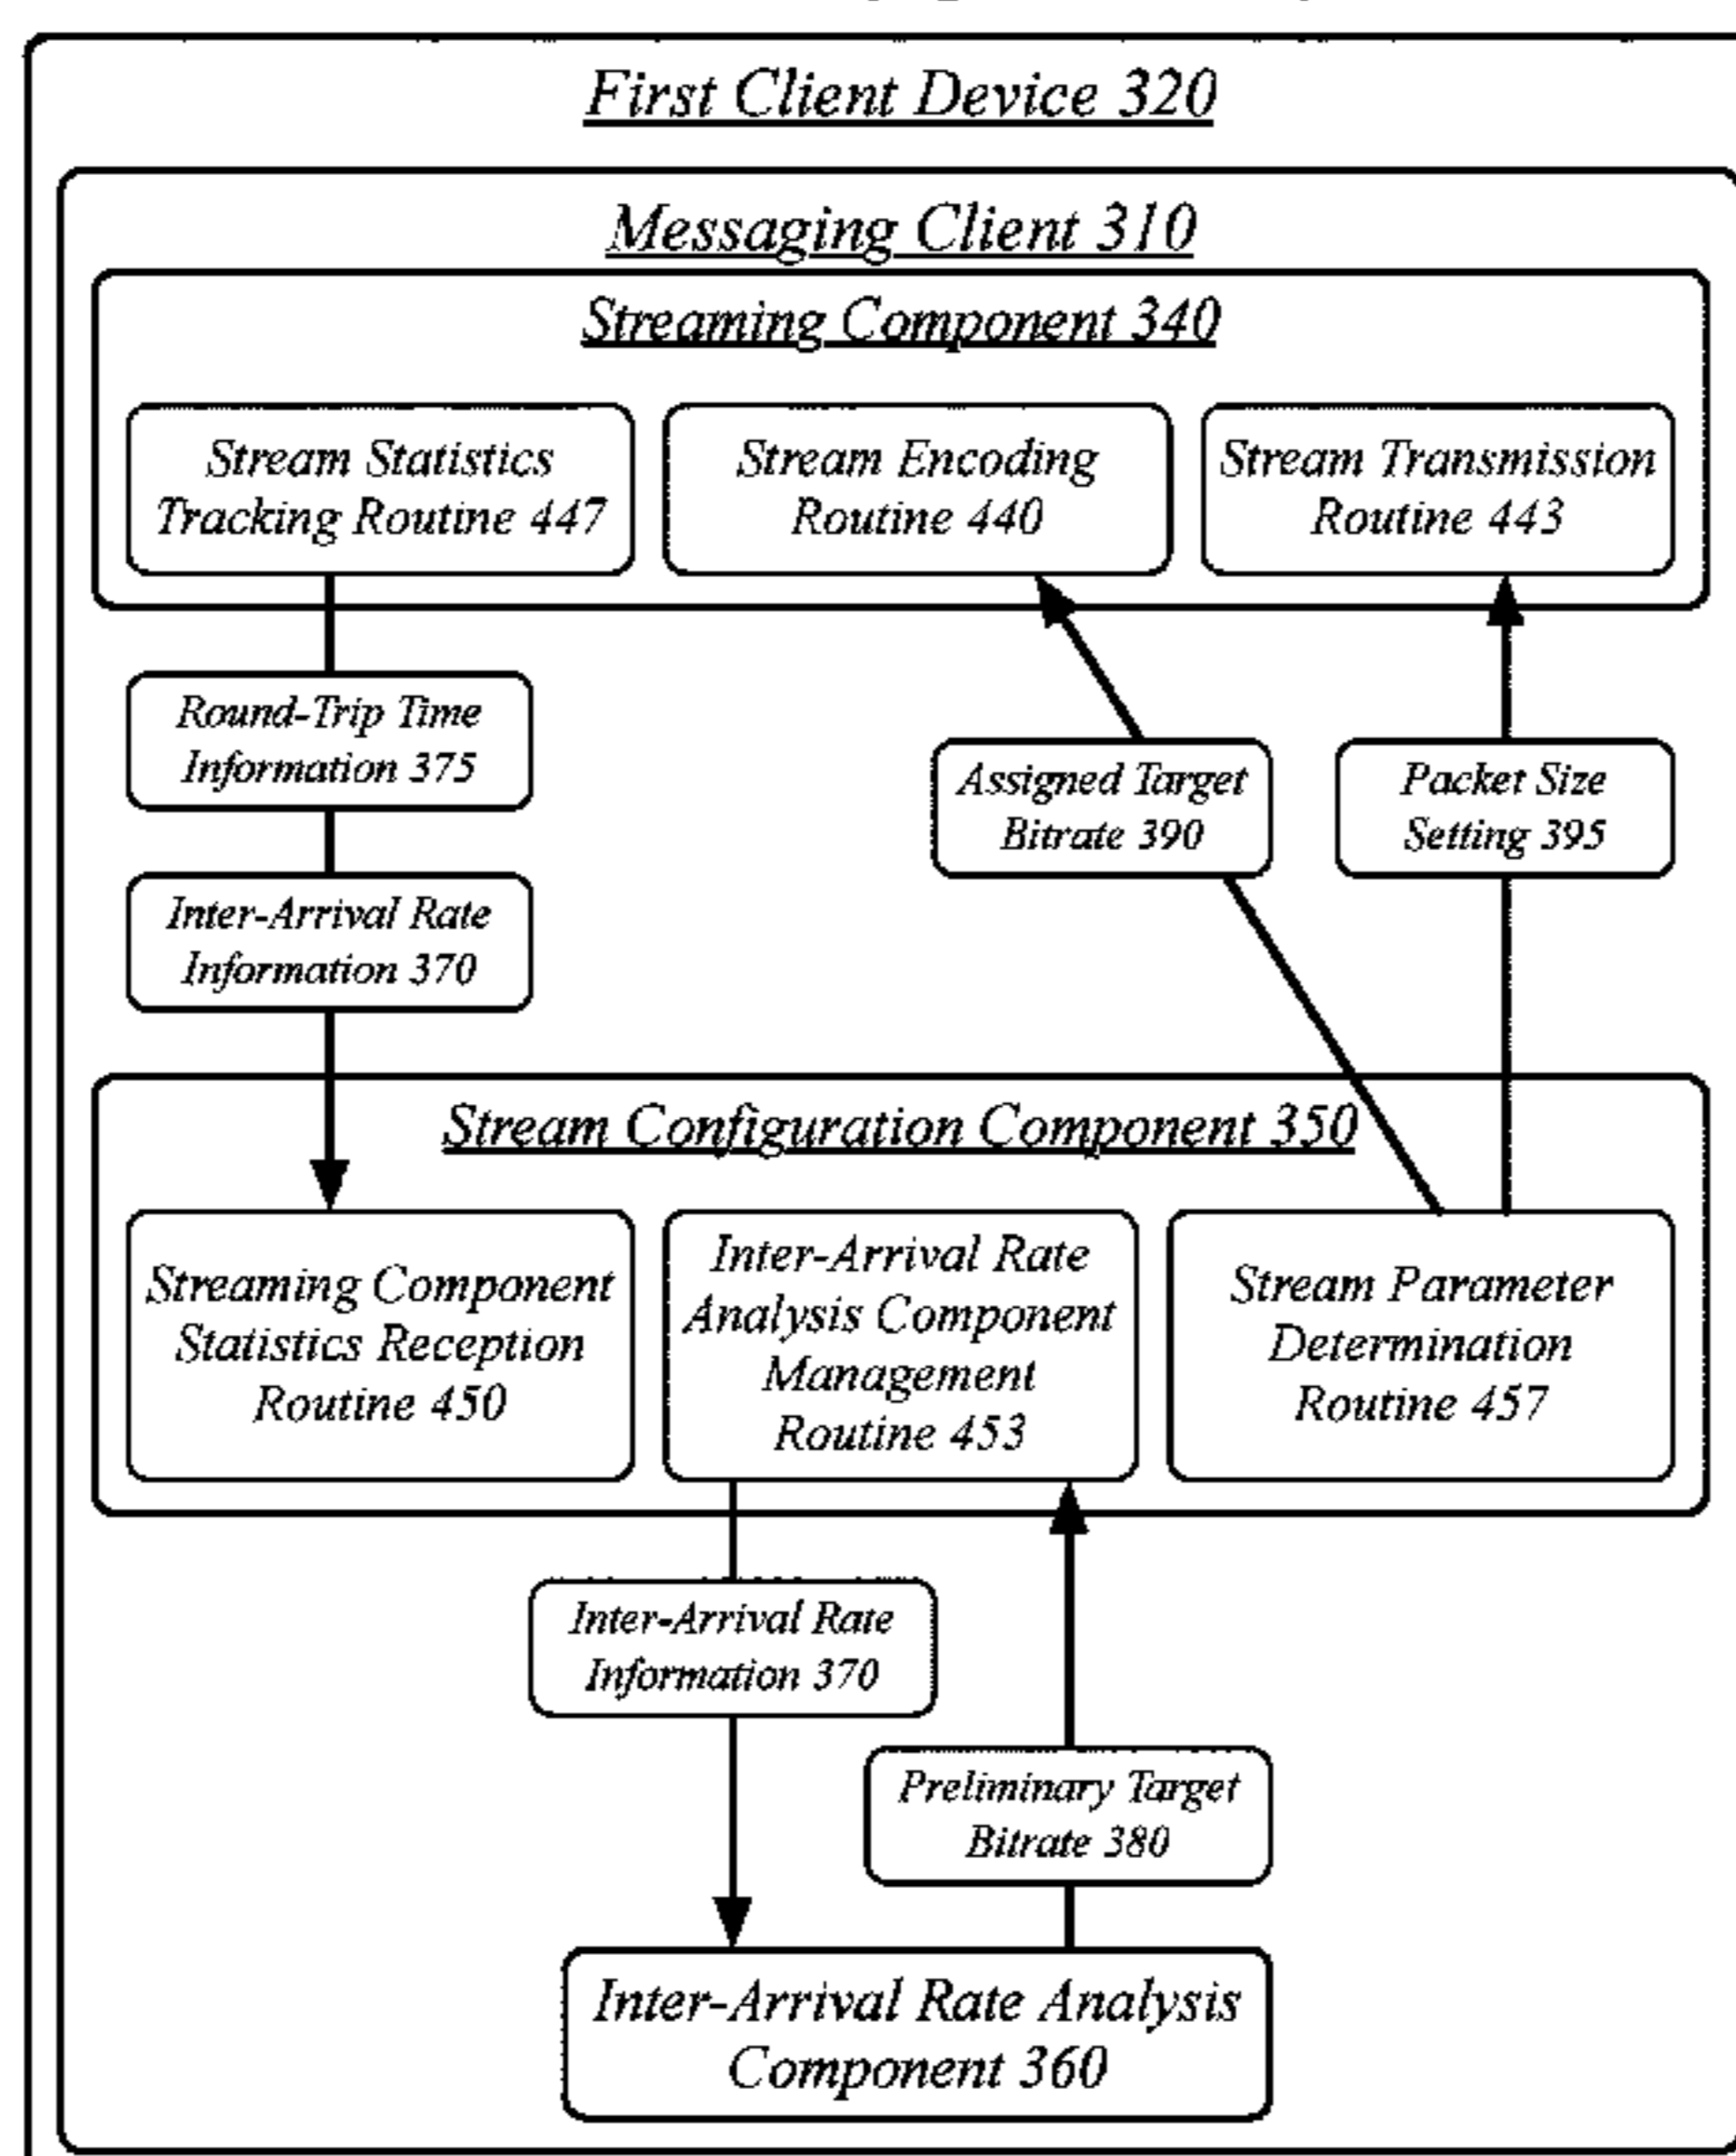 First Client Device 320
Messaging Client 310
Streaming Component 340
Stream Statistics
Tracking Routine 447
Stream Encoding
Routine 440
Stream Transmission
Routine 443
Round-Trip Time
Information 375
Assigned Target
Bitrate 390
Packet Size
Setting 395
Inter-Arrival Rate
Information 370
Stream Configuration Component 350
Streaming Component
Statistics Reception
Routine 450
Inter-Arrival Rate
Analysis Component
Management
Routine 453
Stream Parameter
Determination
Routine 457
Inter-Arrival Rate
Information 370
Preliminary Target
Bitrate 380
Inter-Arrival Rate Analysis
Component 360